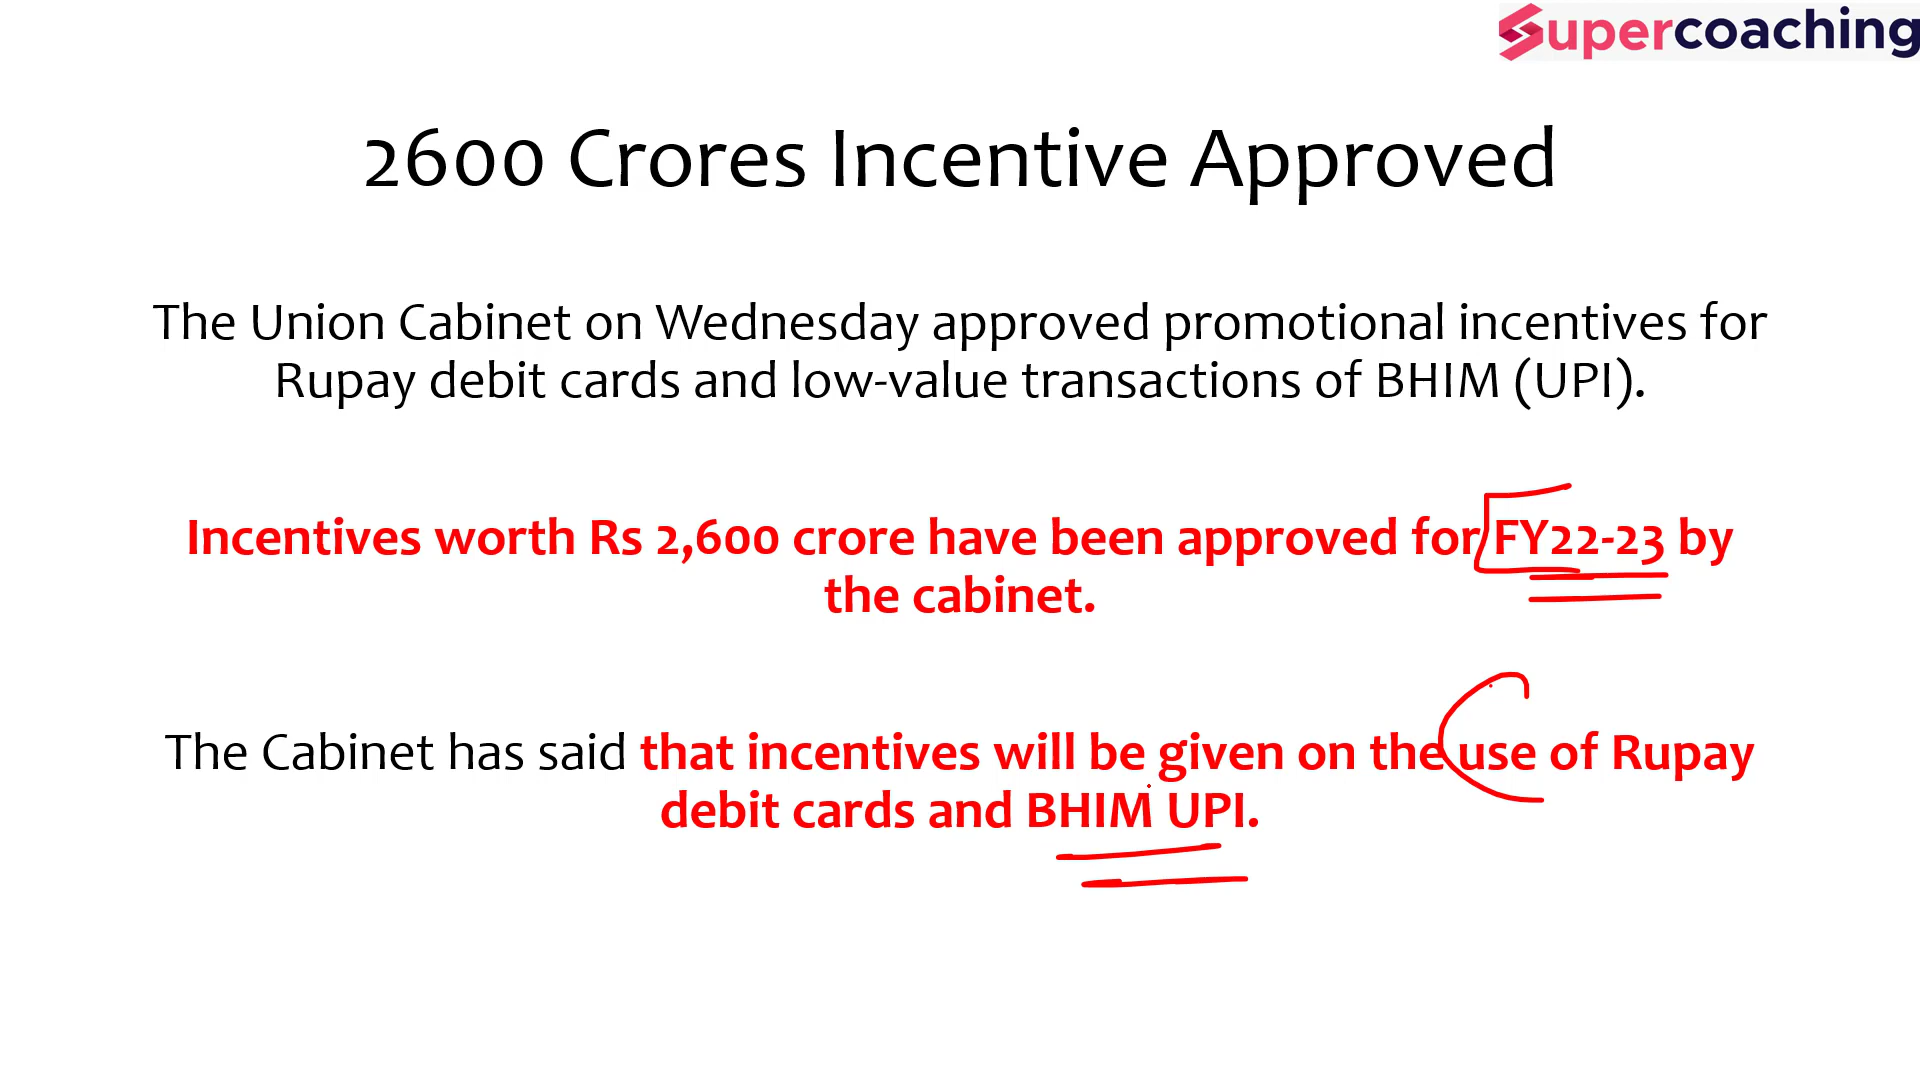 Supercoaching
2600 Crores Incentive Approved
The Union Cabinet on Wednesday approved promotional incentives for
Rupay debit cards and low-value transactions of BHIM (UPI).
Incentives worth Rs 2,600 crore have been approved for FY22-23 by
the cabinet.
The Cabinet has said that incentives will be given on the use of Rupay
debit cards and BHIM UPI.